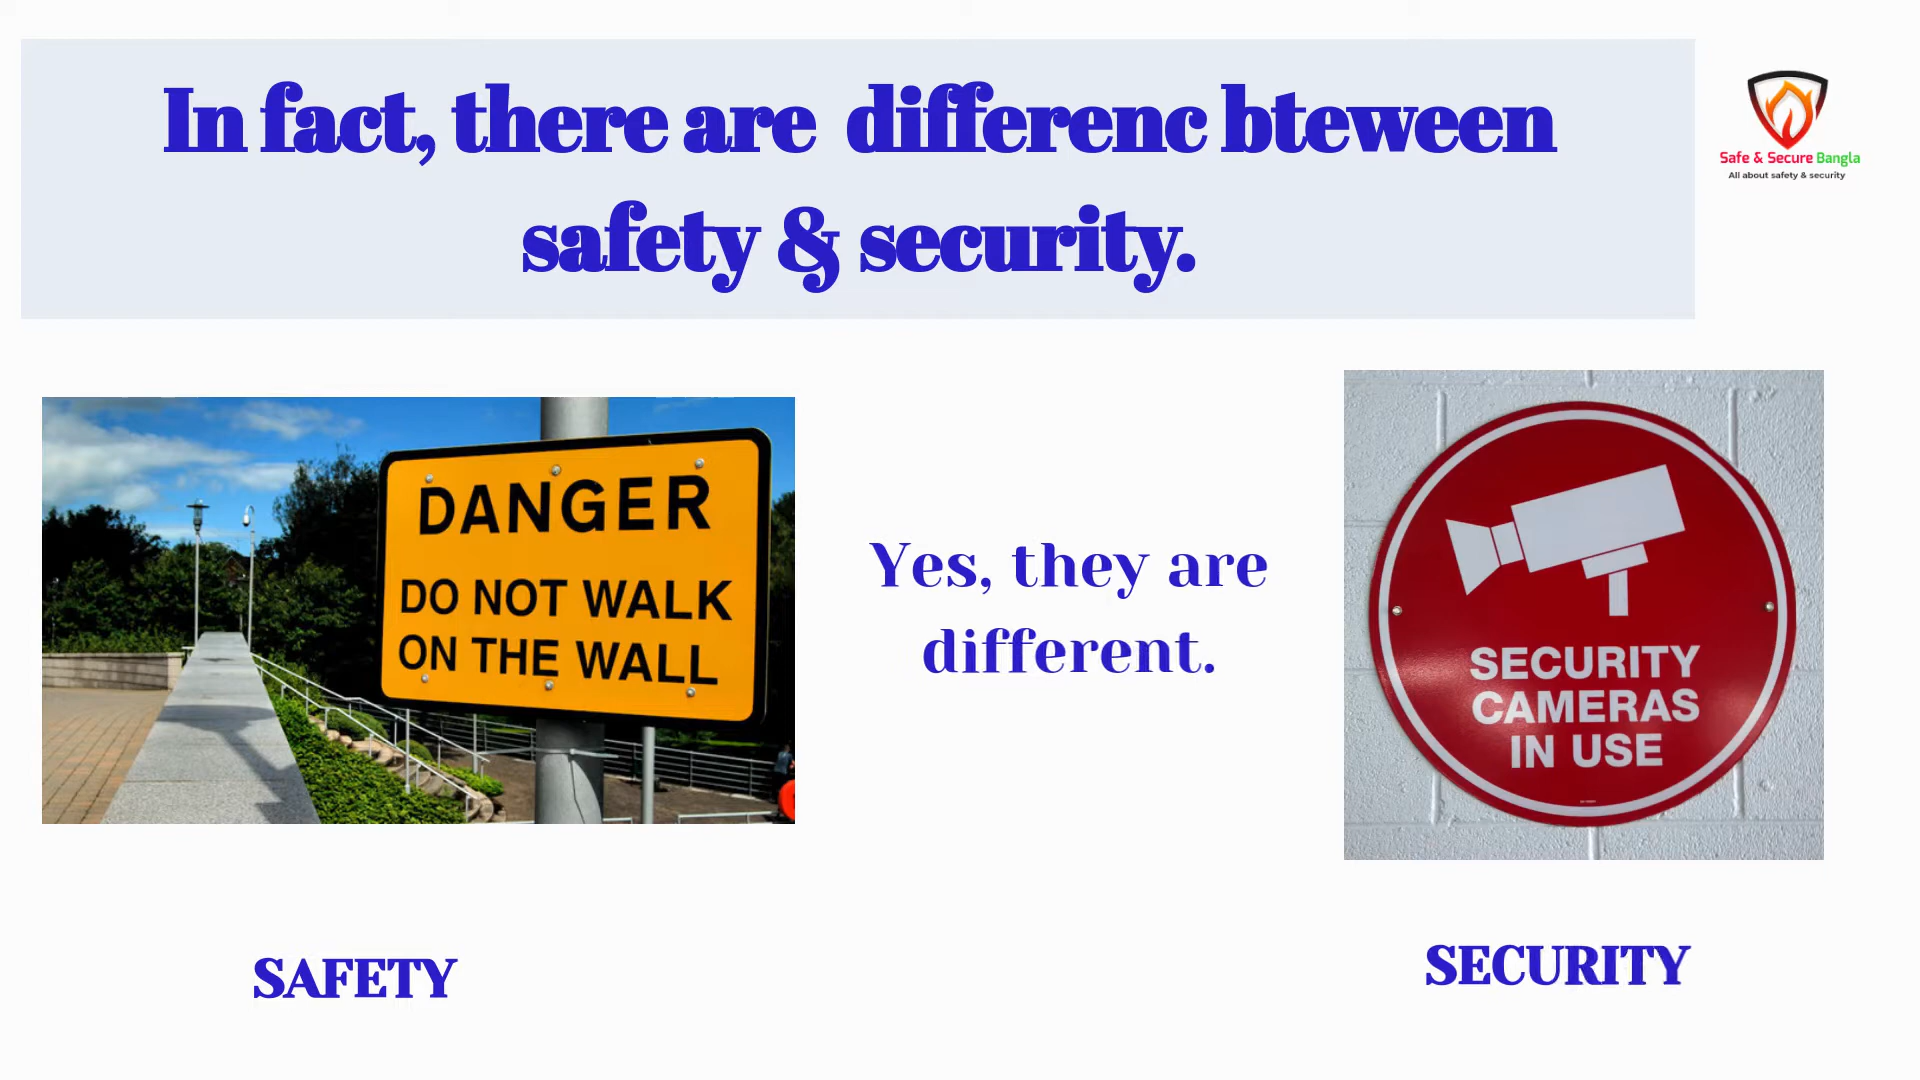 In fact, there are differenc bteween
safety & security.
Safe & Secure Bangla
All about safety & security
DANGER
DO NOT WALK
ON THE WALL
Yes, they are
different.
SECURITY
CAMERAS
IN USE
SAFETY
SECURITY